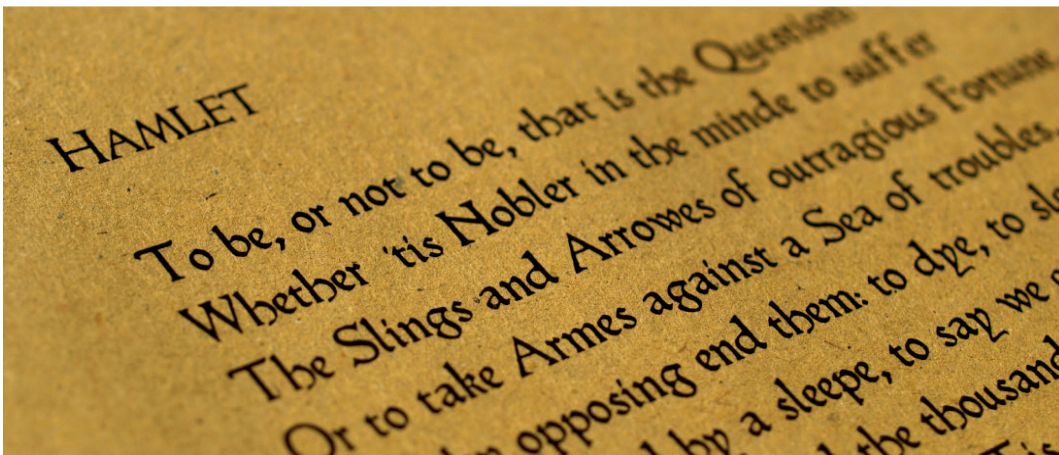 HAMLET
To be, or not to be, that is the Question
Whether 'tis Nobler in the minde to suffer
The Slings and Arrowes of outragious Fortune
Or to take Armes against a Sea of troubles
opposing end them: to dye, to
by a sleepe, to say we
the thousand